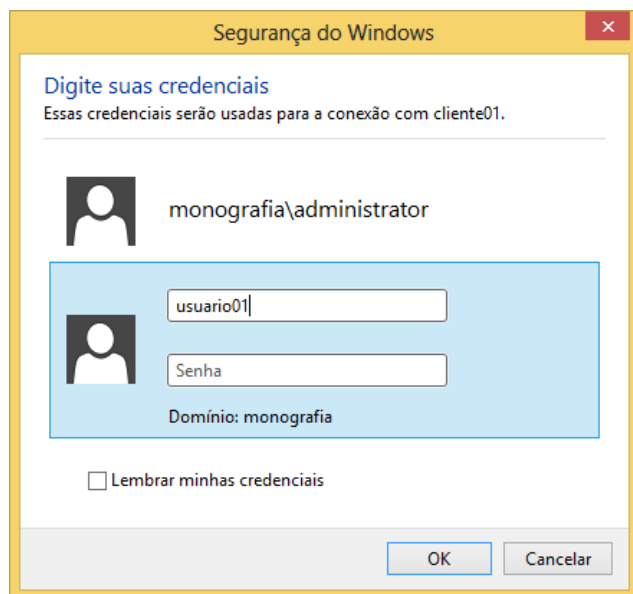 Segurança do Windows
Digite suas credenciais
Essas credenciais serão usadas para a conexão com cliente01.
monografia\administrator
usuario01
Senha
Domínio: monografia
Lembrar minhas credenciais
OK Cancelar